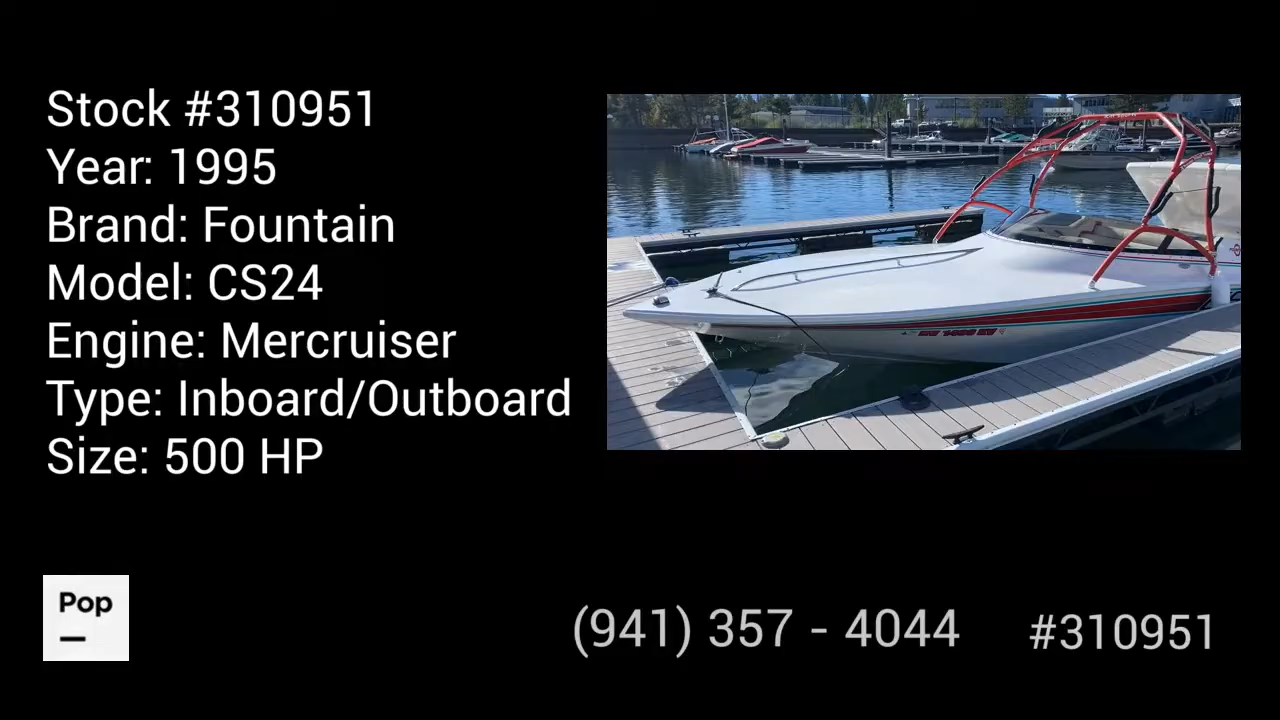 Stock #310951
Year: 1995
Brand: Fountain
Model: CS24
Engine: Mercruiser
Type: Inboard/Outboard
Size: 500 HP
Pop
(941) 357 - 4044
#310951